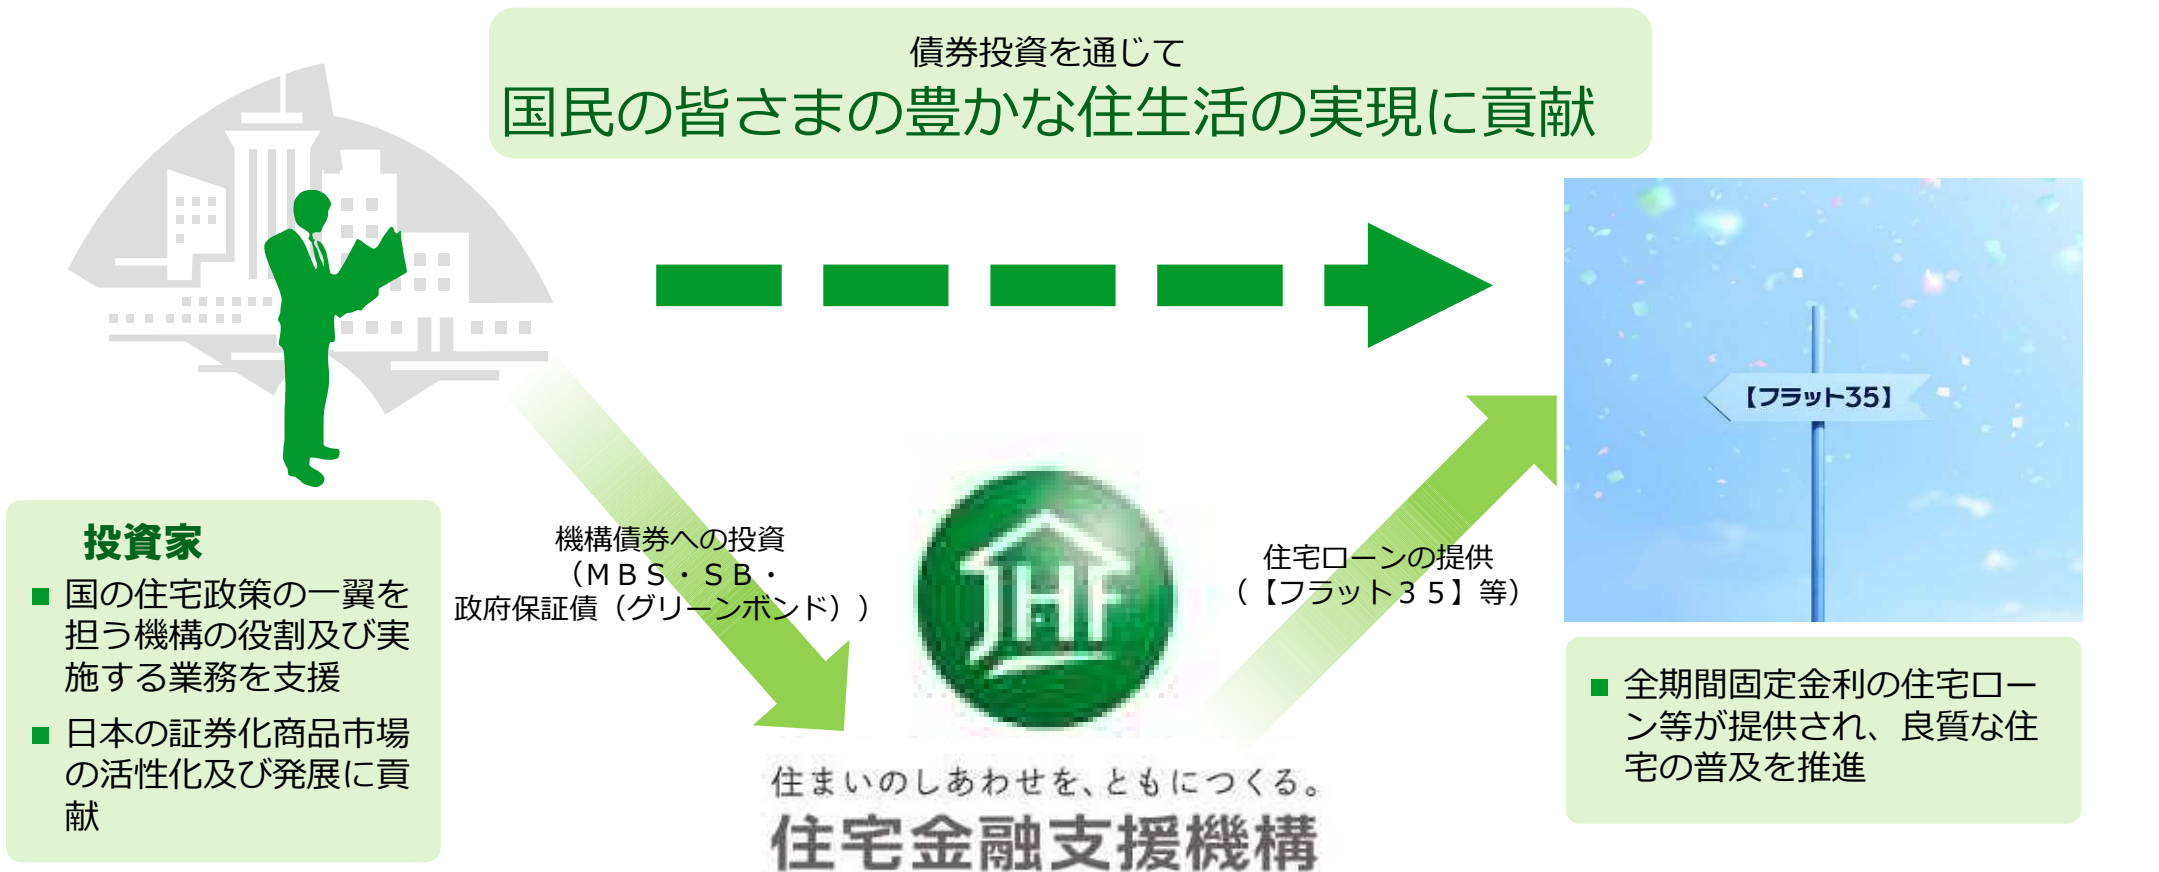 債券投資を通じて
国民の皆さまの豊かな住生活の実現に貢献
【フラット35】
投資家
国の住宅政策の一翼を
担う機構の役割及び実
施する業務を支援
日本の証券化商品市場
の活性化及び発展に貢
献
機構債券への投資
（ＭＢＳ・ＳＢ・
政府保証債（グリーンボンド））
JHF
住宅ローンの提供
（【フラット３５】等）
全期間固定金利の住宅ロー
ン等が提供され、良質な住
宅の普及を推進
住まいのしあわせを、ともにつくる。
住宅金融支援機構